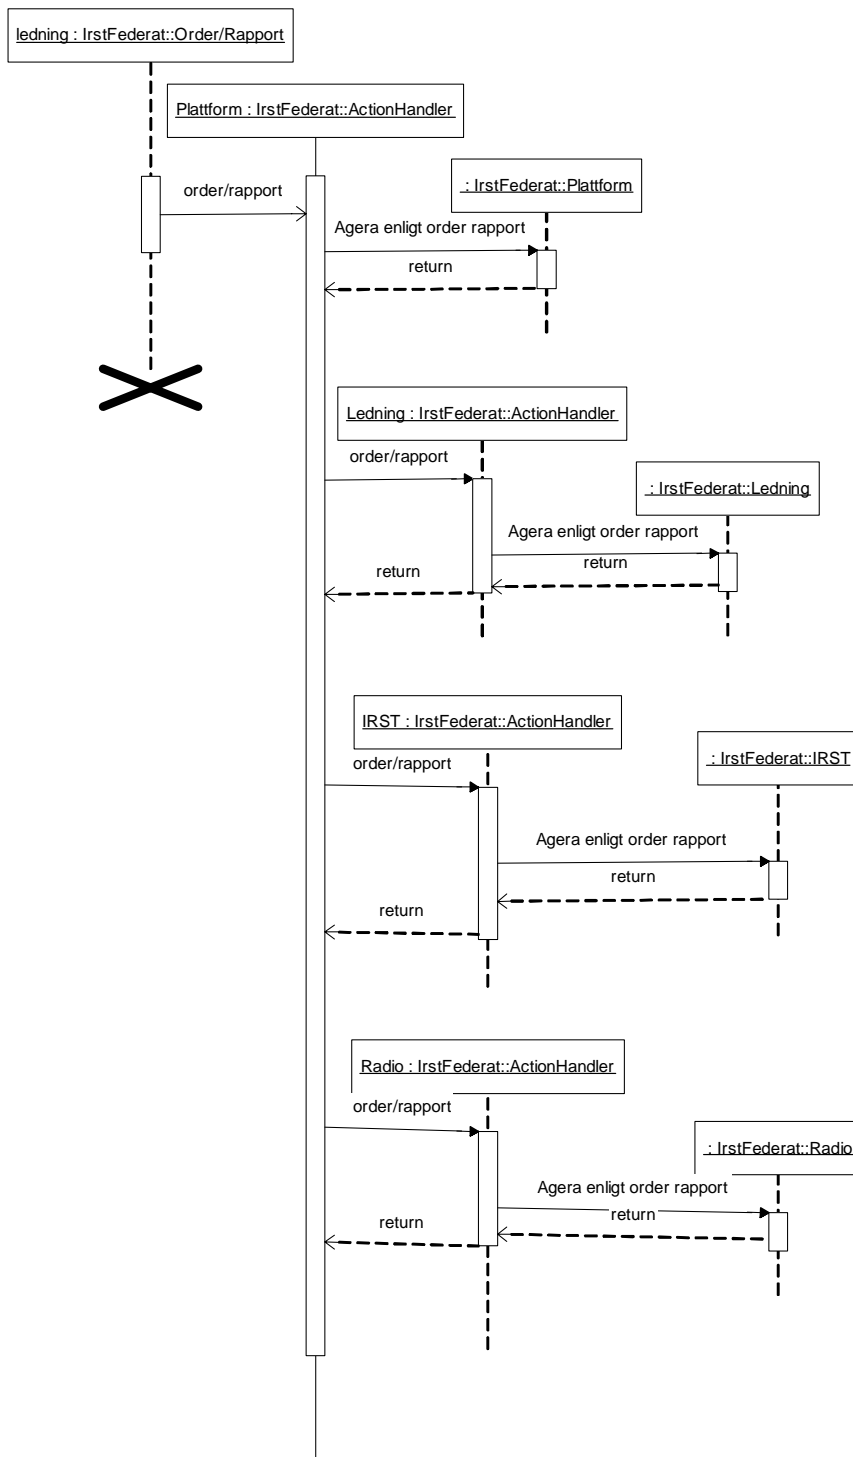 ledning : IrstFederat::Order/Rapport
Plattform : IrstFederat::ActionHandler
: IrstFederat::Plattform
order/rapport
Agera enligt order rapport
return
Ledning : IrstFederat::ActionHandler
order/rapport
: IrstFederat::Ledning
Agera enligt order rapport
return
return
IRST : IrstFederat::ActionHandler
: IrstFederat::IRST
order/rapport
Agera enligt order rapport
return
return
Radio : IrstFederat::ActionHandler
order/rapport
: IrstFederat::Radio
Agera enligt order rapport
return
return